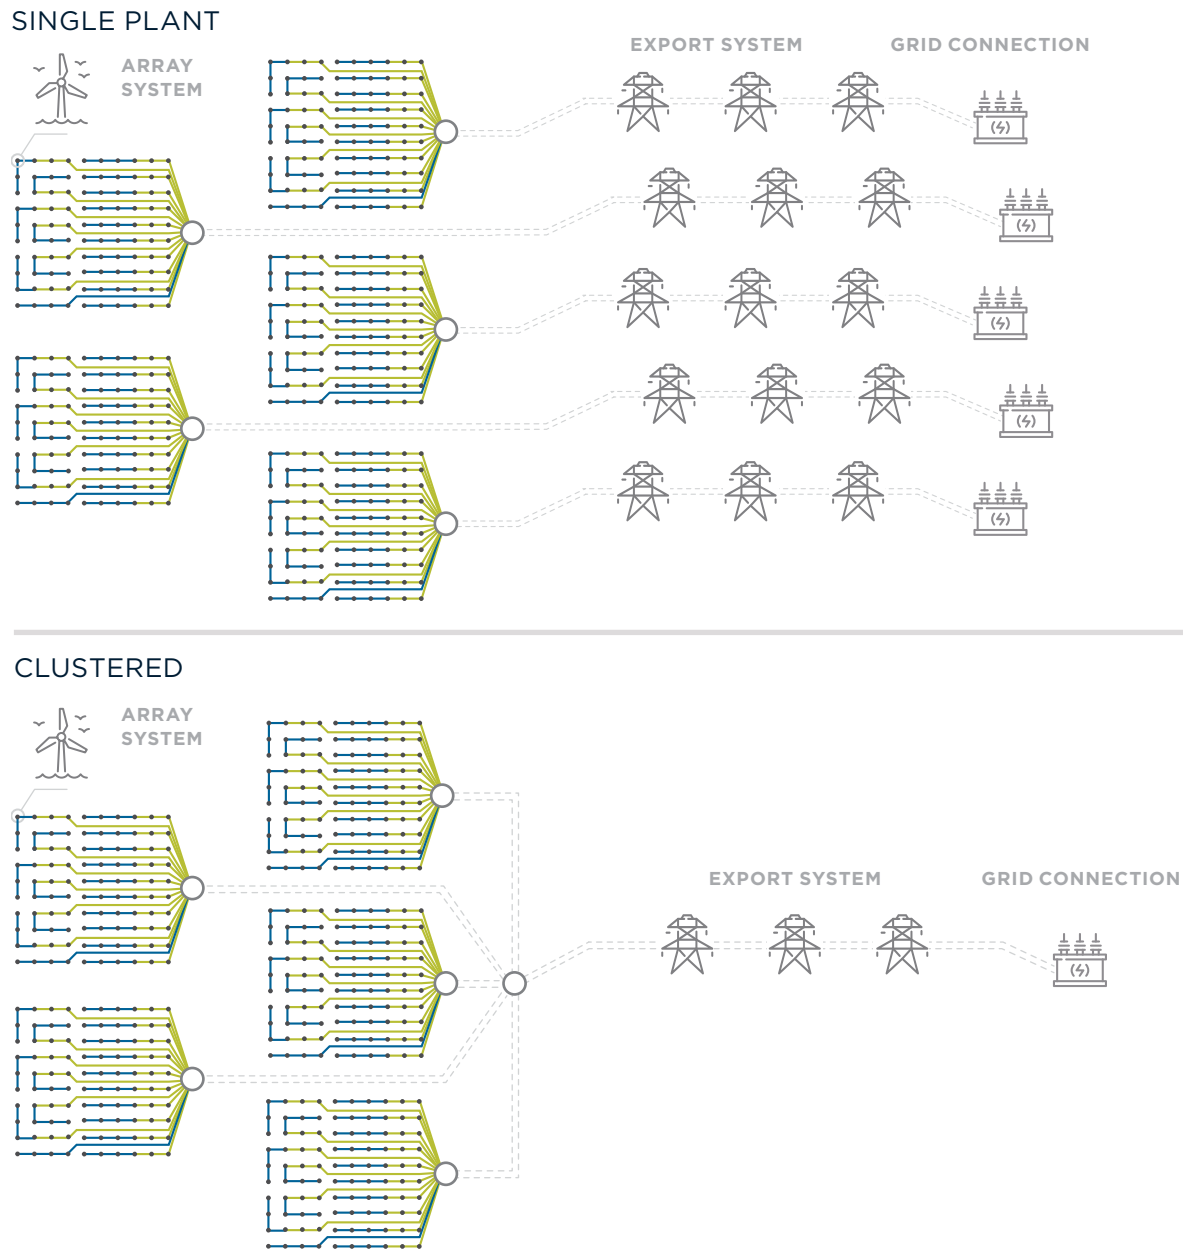 SINGLE PLANT
ARRAY
SYSTEM
EXPORT SYSTEM
GRID CONNECTION
CLUSTERED
ARRAY
SYSTEM
EXPORT SYSTEM
GRID CONNECTION